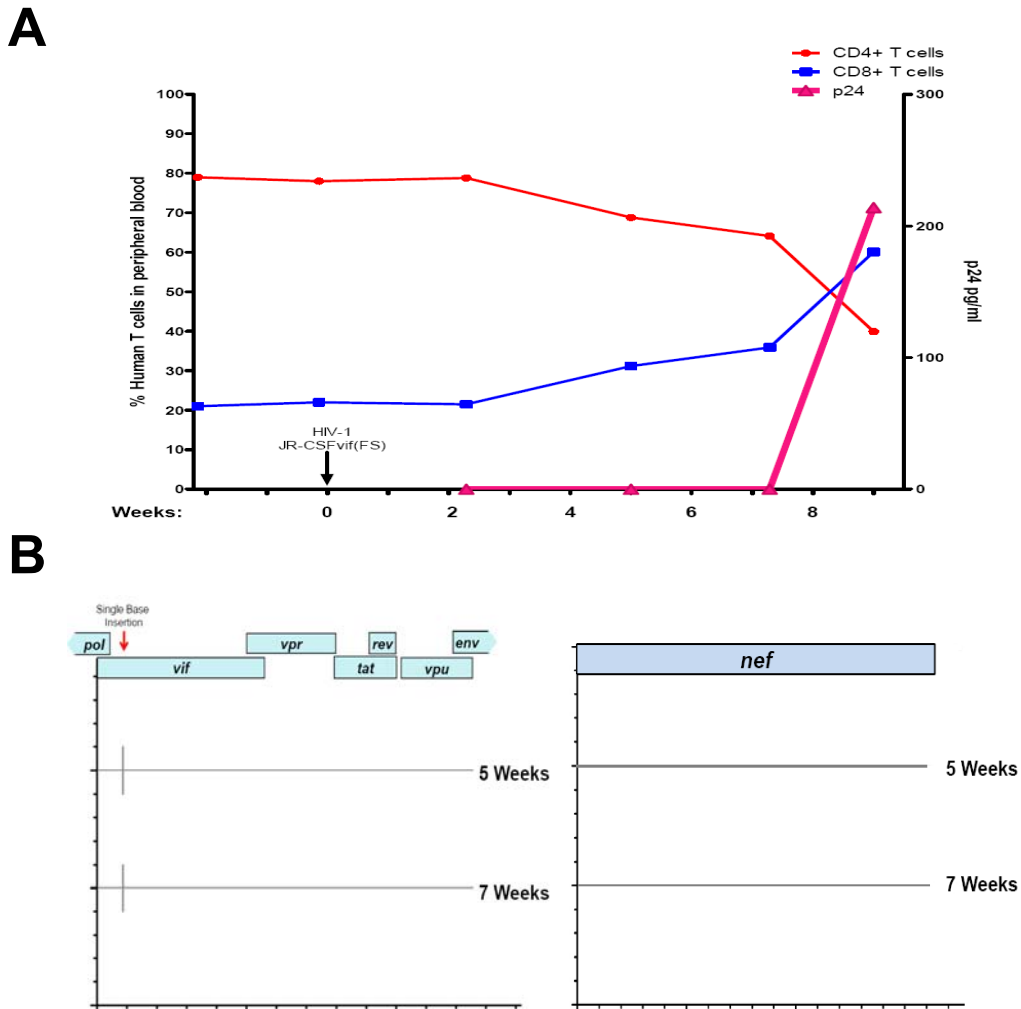 A
CD4+ T cells
CD8+ T cells
p24
100
90
80
70
60
50
40
30
20
10
0
% Human T cells in peripheral blood
300
200
100
0
p24 pg/ml
HIV-1
JR-CSFvif(FS)
Weeks: 0 2 4 6 8
B
Single Base
Insertion
pol vpr rev env
vif tat vpu
nef
5 Weeks
7 Weeks
5 Weeks
7 Weeks